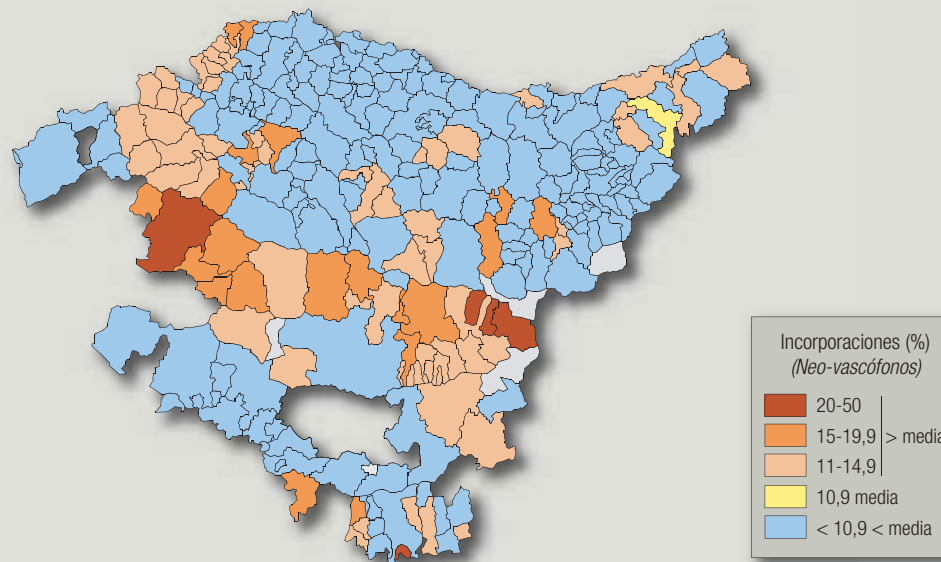 Incorporaciones (%)
(Neo-vascófonos)
20-50
15-19,9 > media
11-14,9
10,9 media
< 10,9 < media